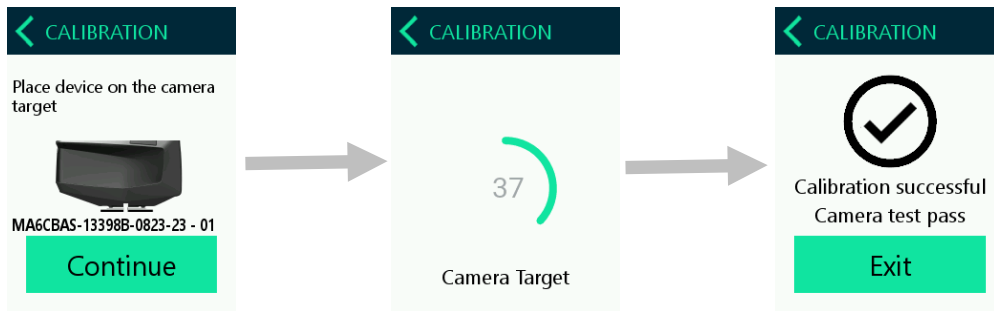 CALIBRATION
Place device on the camera
target
MA6CBAS-13398B-0823-23 - 01
Continue
CALIBRATION
37
Camera Target
CALIBRATION
Calibration successful
Camera test pass
Exit